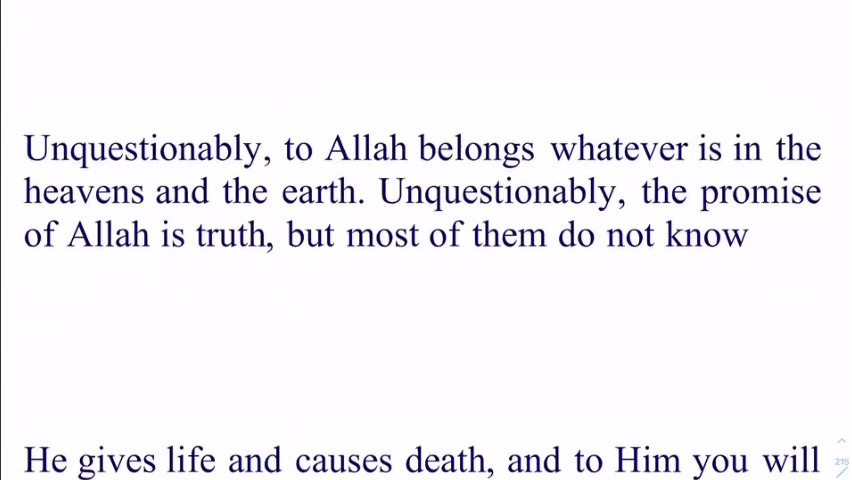 Unquestionably, to Allah belongs whatever is in the
heavens and the earth. Unquestionably, the promise
of Allah is truth, but most of them do not know
He gives life and causes death, and to Him you will
215